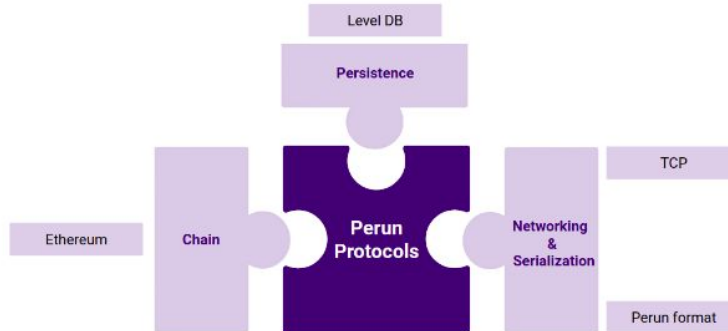 Level DB
Persistence
TCP
Ethereum
Chain
Perun
Protocols
Networking
&
Serialization
Perun format